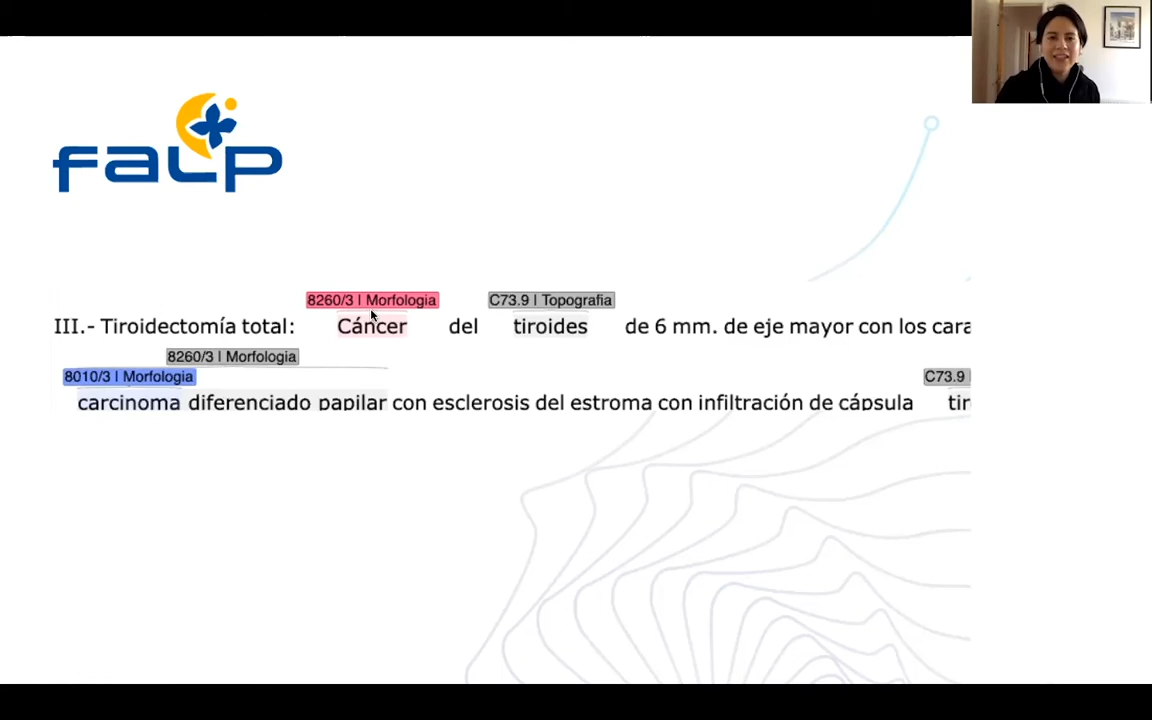 falp
8260/3 | Morfologia C73.9 | Topografia
III.- Tiroidectomía total: Cáncer del tiroides de 6 mm. de eje mayor con los cara
8260/3 | Morfologia
8010/3 | Morfologia C73.9
carcinoma diferenciado papilar con esclerosis del estroma con infiltración de cápsula tir